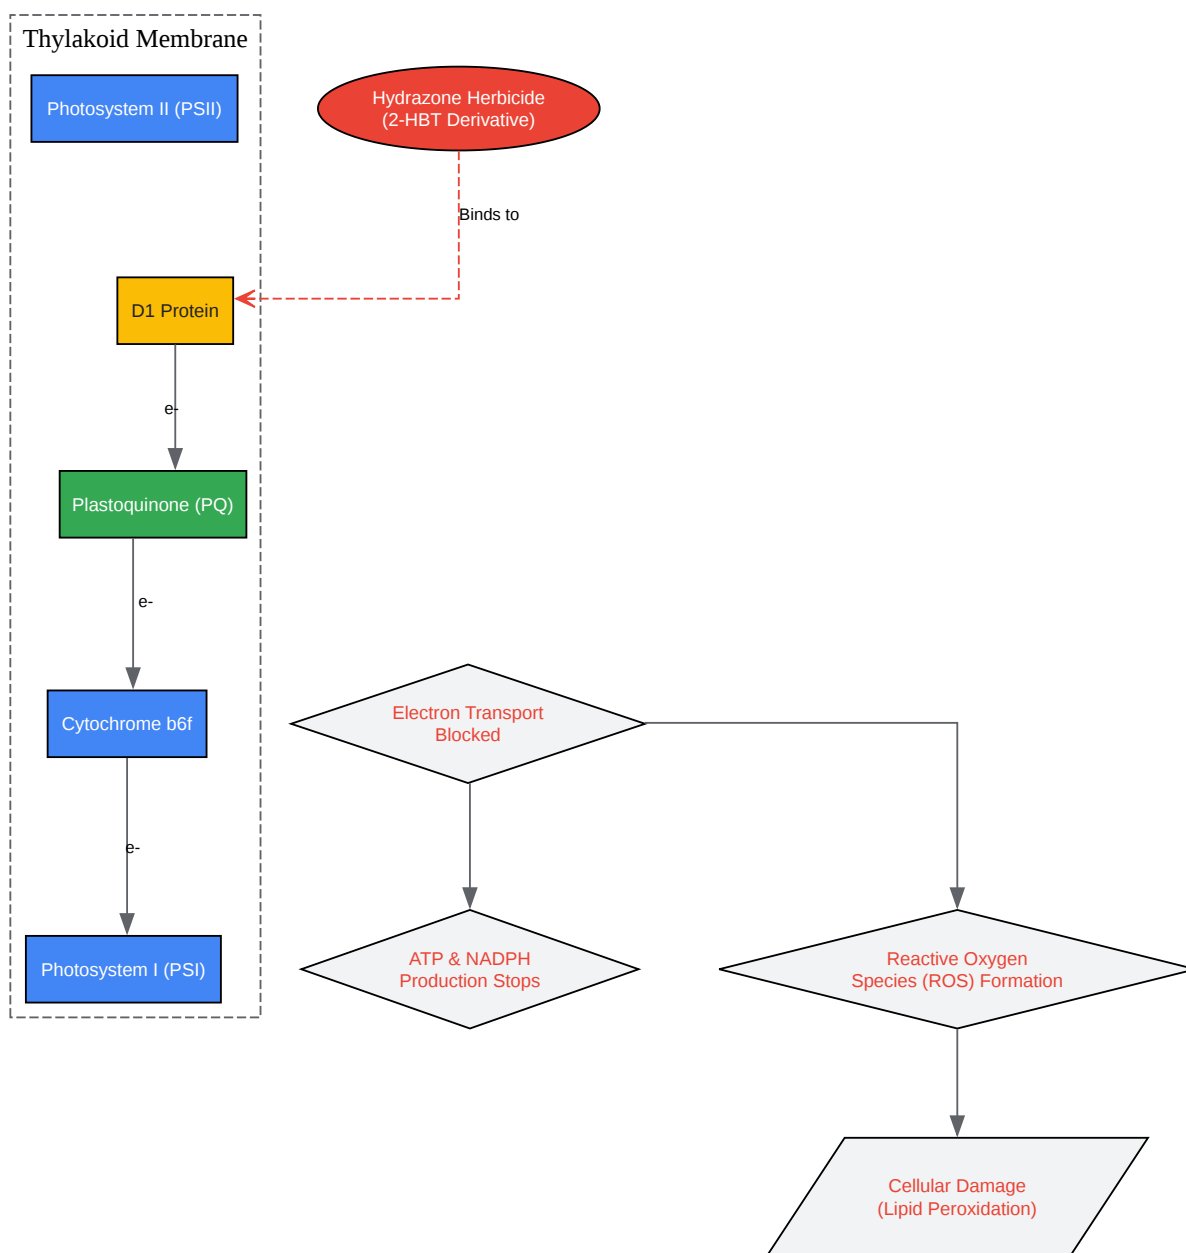 Thylakoid Membrane
Photosystem II (PSII)
Hydrazone Herbicide
(2-HBT Derivative)
Binds to
D1 Protein
e-
Plastoquinone (PQ)
e-
Electron Transport
Blocked
Cytochrome b6f
e-
ATP & NADPH
Production Stops
Reactive Oxygen
Species (ROS) Formation
Photosystem I (PSI)
Cellular Damage
(Lipid Peroxidation)